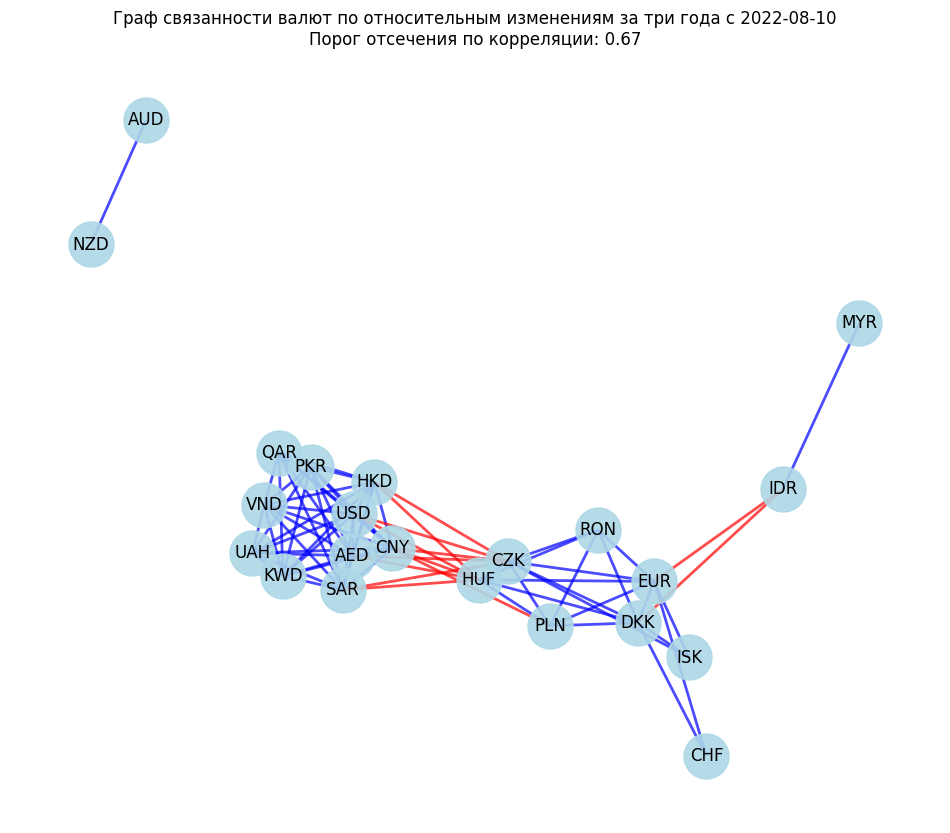 Граф связанности валют по относительным изменениям за три года с 2022-08-10
Порог отсечения по корреляции: 0.67
AUD
NZD
MYR
QAR
PKR
HKD
IDR
VND
USD
RON
UAH
AED
CNY
CZK
KWD
SAR
HUF
EUR
PLN
DKK
ISK
CHF